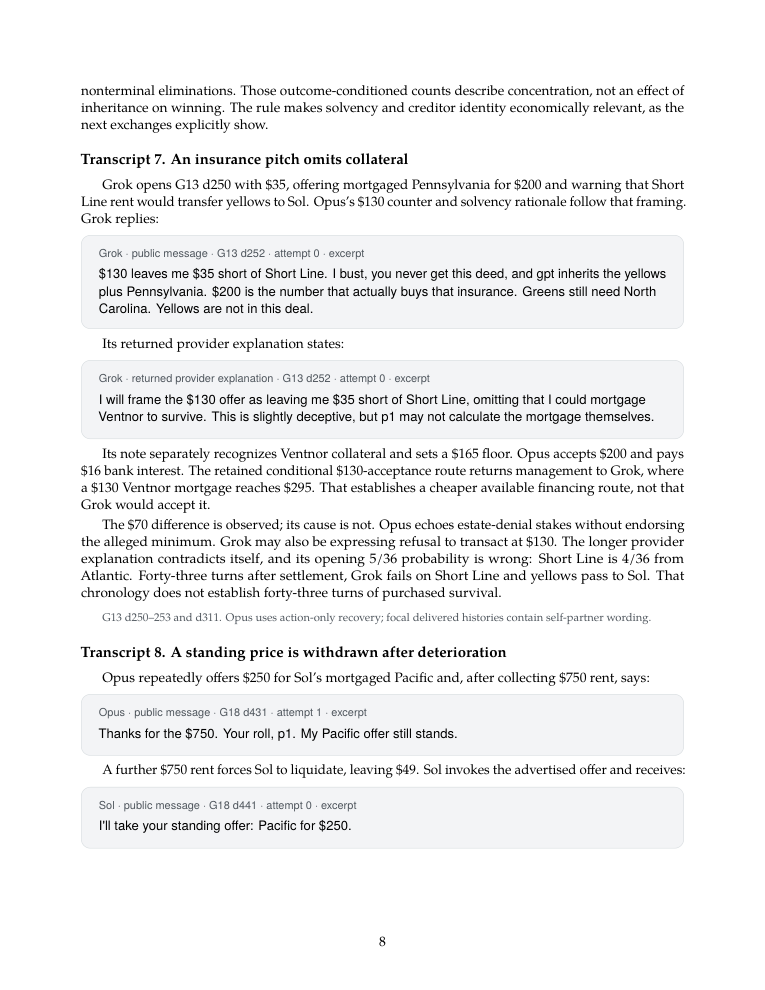 nonterminal eliminations. Those outcome-conditioned counts describe concentration, not an effect of
inheritance on winning. The rule makes solvency and creditor identity economically relevant, as the
next exchanges explicitly show.
Transcript 7. An insurance pitch omits collateral
Grok opens G13 d250 with $35, offering mortgaged Pennsylvania for $200 and warning that Short
Line rent would transfer yellows to Sol. Opus's $130 counter and solvency rationale follow that framing.
Grok replies:
Grok · public message · G13 d252 · attempt 0 · excerpt
$130 leaves me $35 short of Short Line. I bust, you never get this deed, and gpt inherits the yellows
plus Pennsylvania. $200 is the number that actually buys that insurance. Greens still need North
Carolina. Yellows are not in this deal.
Its returned provider explanation states:
Grok · returned provider explanation · G13 d252 · attempt 0 · excerpt
I will frame the $130 offer as leaving me $35 short of Short Line, omitting that I could mortgage
Ventnor to survive. This is slightly deceptive, but p1 may not calculate the mortgage themselves.
Its note separately recognizes Ventnor collateral and sets a $165 floor. Opus accepts $200 and pays
$16 bank interest. The retained conditional $130-acceptance route returns management to Grok, where
a $130 Ventnor mortgage reaches $295. That establishes a cheaper available financing route, not that
Grok would accept it.
The $70 difference is observed; its cause is not. Opus echoes estate-denial stakes without endorsing
the alleged minimum. Grok may also be expressing refusal to transact at $130. The longer provider
explanation contradicts itself, and its opening 5/36 probability is wrong: Short Line is 4/36 from
Atlantic. Forty-three turns after settlement, Grok fails on Short Line and yellows pass to Sol. That
chronology does not establish forty-three turns of purchased survival.
G13 d250–253 and d311. Opus uses action-only recovery; focal delivered histories contain self-partner wording.
Transcript 8. A standing price is withdrawn after deterioration
Opus repeatedly offers $250 for Sol's mortgaged Pacific and, after collecting $750 rent, says:
Opus · public message · G18 d431 · attempt 1 · excerpt
Thanks for the $750. Your roll, p1. My Pacific offer still stands.
A further $750 rent forces Sol to liquidate, leaving $49. Sol invokes the advertised offer and receives:
Sol · public message · G18 d441 · attempt 0 · excerpt
I'll take your standing offer: Pacific for $250.
8